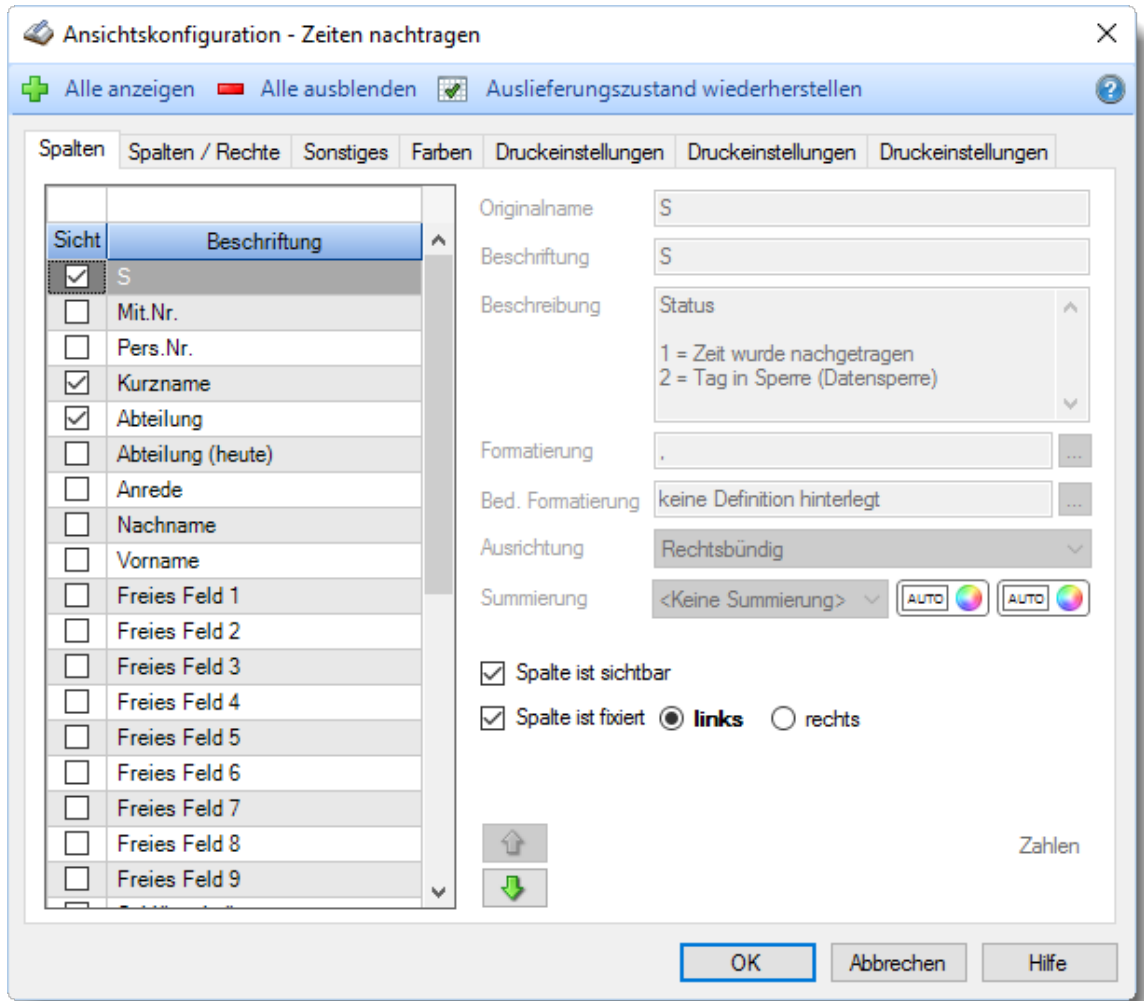 Ansichtskonfiguration - Zeiten nachtragen
Alle anzeigen Alle ausblenden Auslieferungszustand wiederherstellen
Spalten Spalten / Rechte Sonstiges Farben Druckeinstellungen Druckeinstellungen Druckeinstellungen
Sicht Beschriftung
S
Mit.Nr.
Pers.Nr.
Kurzname
Abteilung
Abteilung (heute)
Anrede
Nachname
Vorname
Freies Feld 1
Freies Feld 2
Freies Feld 3
Freies Feld 4
Freies Feld 5
Freies Feld 6
Freies Feld 7
Freies Feld 8
Freies Feld 9
Originalname S
Beschriftung S
Beschreibung Status
1 = Zeit wurde nachgetragen
2 = Tag in Sperre (Datensperre)
Formatierung , ...
Bed. Formatierung keine Definition hinterlegt ...
Ausrichtung Rechtsbündig
Summierung <Keine Summierung> AUTO AUTO
Spalte ist sichtbar
Spalte ist fixiert links rechts
Zahlen
OK Abbrechen Hilfe